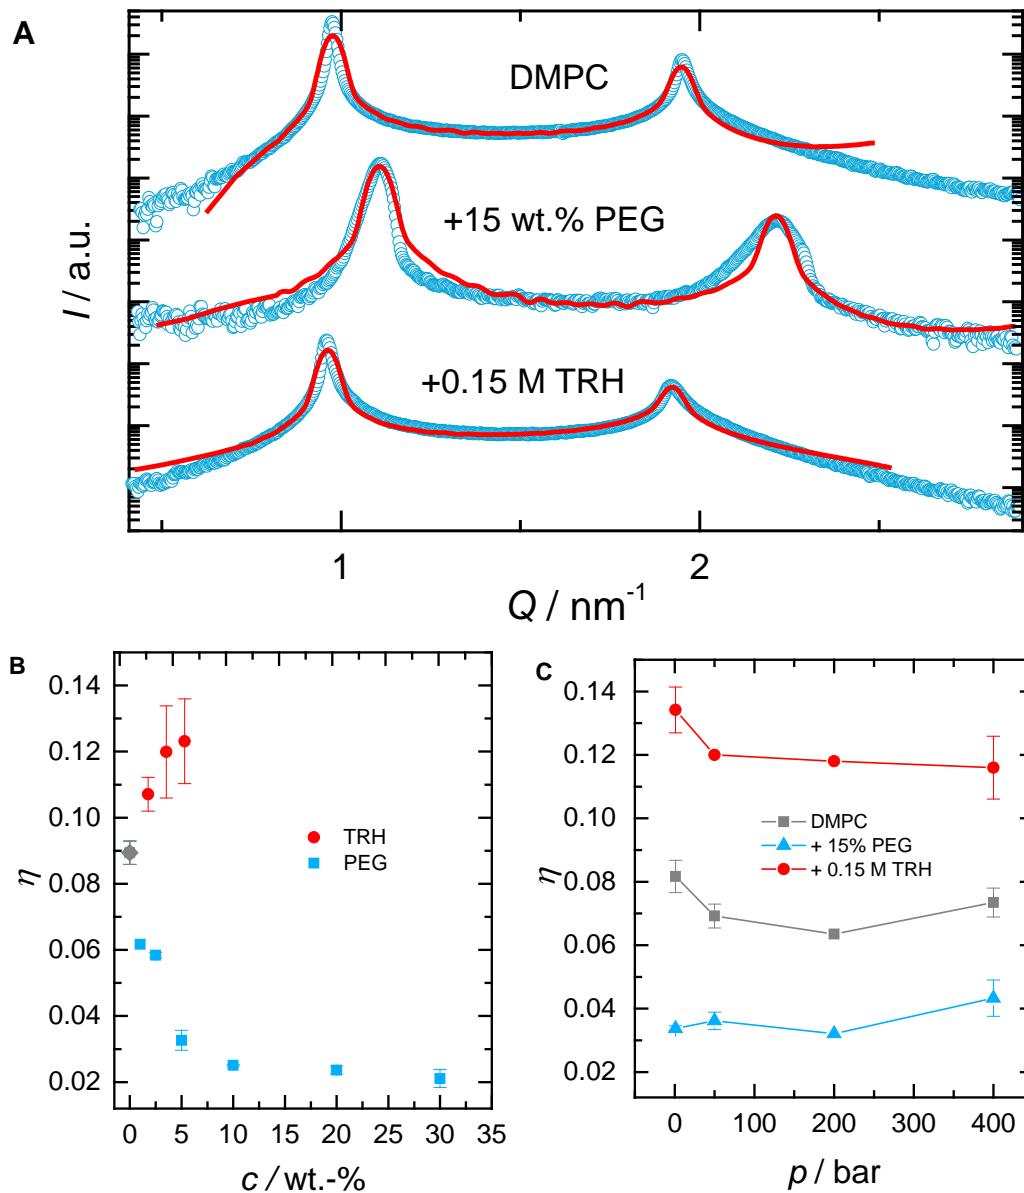 A
DMPC
+15 wt.% PEG
+0.15 M TRH
I / a.u.
1 2
Q / nm⁻¹
B
0.14
0.12
0.10
0.08
0.06
0.04
0.02
η
TRH
PEG
0 5 10 15 20 25 30 35
c / wt.-%
C
0.14
0.12
0.10
0.08
0.06
0.04
0.02
η
DMPC
+ 15% PEG
+ 0.15 M TRH
0 100 200 300 400
p / bar